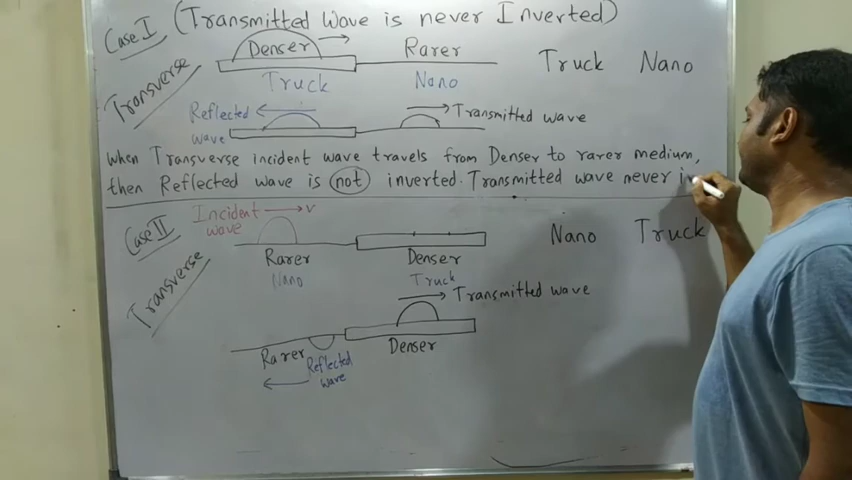 Case I (Transmitted Wave is never Inverted)
Transverse
Denser Rarer Truck Nano
Truck Nano
Reflected wave Transmitted wave
When Transverse incident wave travels from Denser to rarer medium,
then Reflected wave is not inverted. Transmitted wave never i
Case II
Transverse
Incident wave v
Nano Truck
Rarer Denser
Nano Truck
Transmitted wave
Rarer Reflected wave Denser